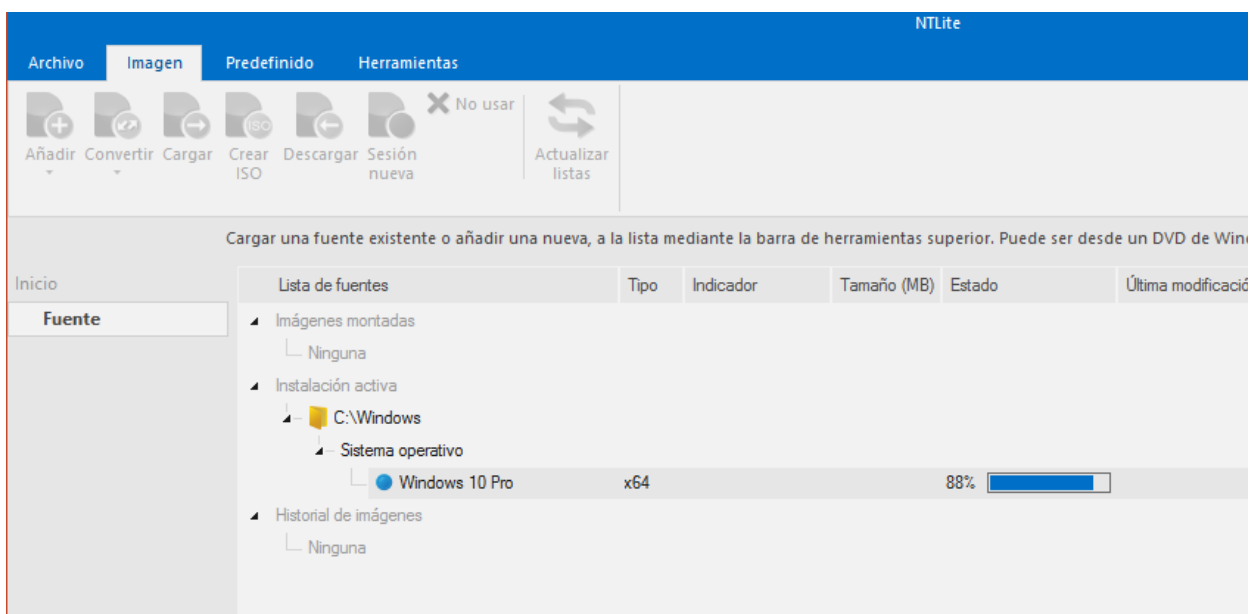 NTLite
Archivo Imagen Predefinido Herramientas
Añadir Convertir Cargar Crear ISO Descargar Sesión nueva No usar Actualizar listas
Cargar una fuente existente o añadir una nueva, a la lista mediante la barra de herramientas superior. Puede ser desde un DVD de Win
Inicio
Fuente
Lista de fuentes Tipo Indicador Tamaño (MB) Estado Última modificació
Imágenes montadas
Ninguna
Instalación activa
C:\Windows
Sistema operativo
Windows 10 Pro x64 88%
Historial de imágenes
Ninguna